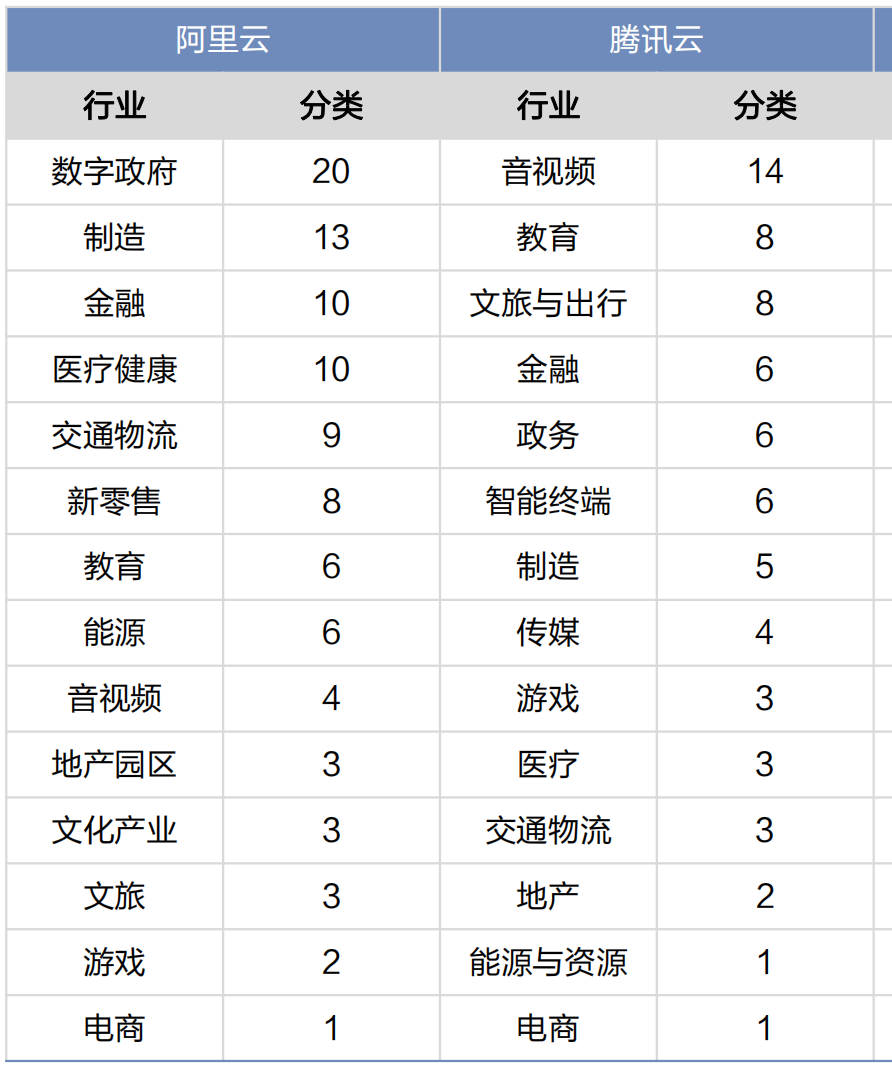 阿里云 腾讯云
行业 分类 行业 分类
数字政府 20 音视频 14
制造 13 教育 8
金融 10 文旅与出行 8
医疗健康 10 金融 6
交通物流 9 政务 6
新零售 8 智能终端 6
教育 6 制造 5
能源 6 传媒 4
音视频 4 游戏 3
地产园区 3 医疗 3
文化产业 3 交通物流 3
文旅 3 地产 2
游戏 2 能源与资源 1
电商 1 电商 1